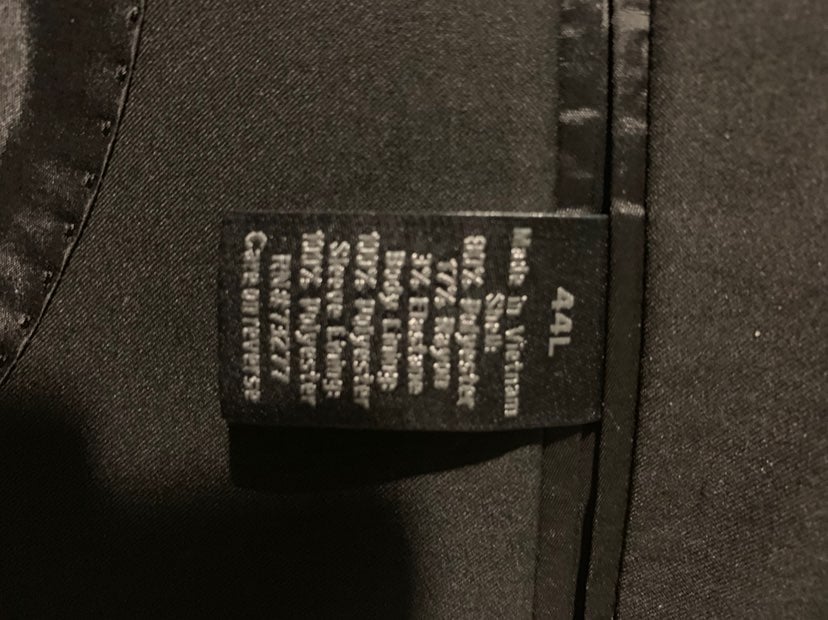 44L
Made in Vietnam
Shell:
80% Polyester
17% Rayon
3% Elastane
Body Lining:
100% Polyester
Sleeve Lining:
100% Polyester
RN#73277
Care on reverse